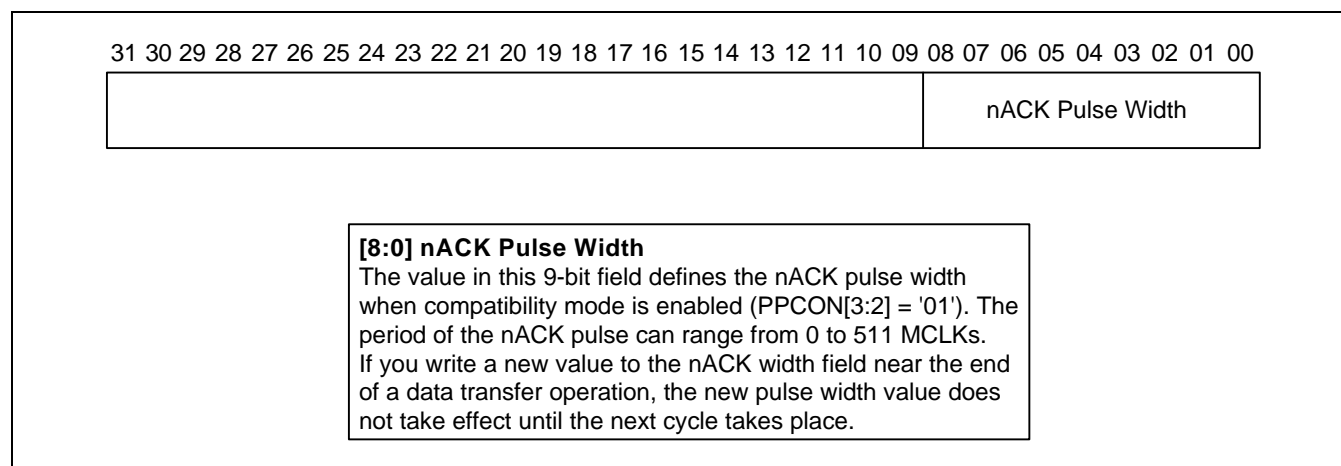 31 30 29 28 27 26 25 24 23 22 21 20 19 18 17 16 15 14 13 12 11 10 09 08 07 06 05 04 03 02 01 00
nACK Pulse Width
[8:0] nACK Pulse Width
The value in this 9-bit field defines the nACK pulse width
when compatibility mode is enabled (PPCON[3:2] = '01'). The
period of the nACK pulse can range from 0 to 511 MCLKs.
If you write a new value to the nACK width field near the end
of a data transfer operation, the new pulse width value does
not take effect until the next cycle takes place.